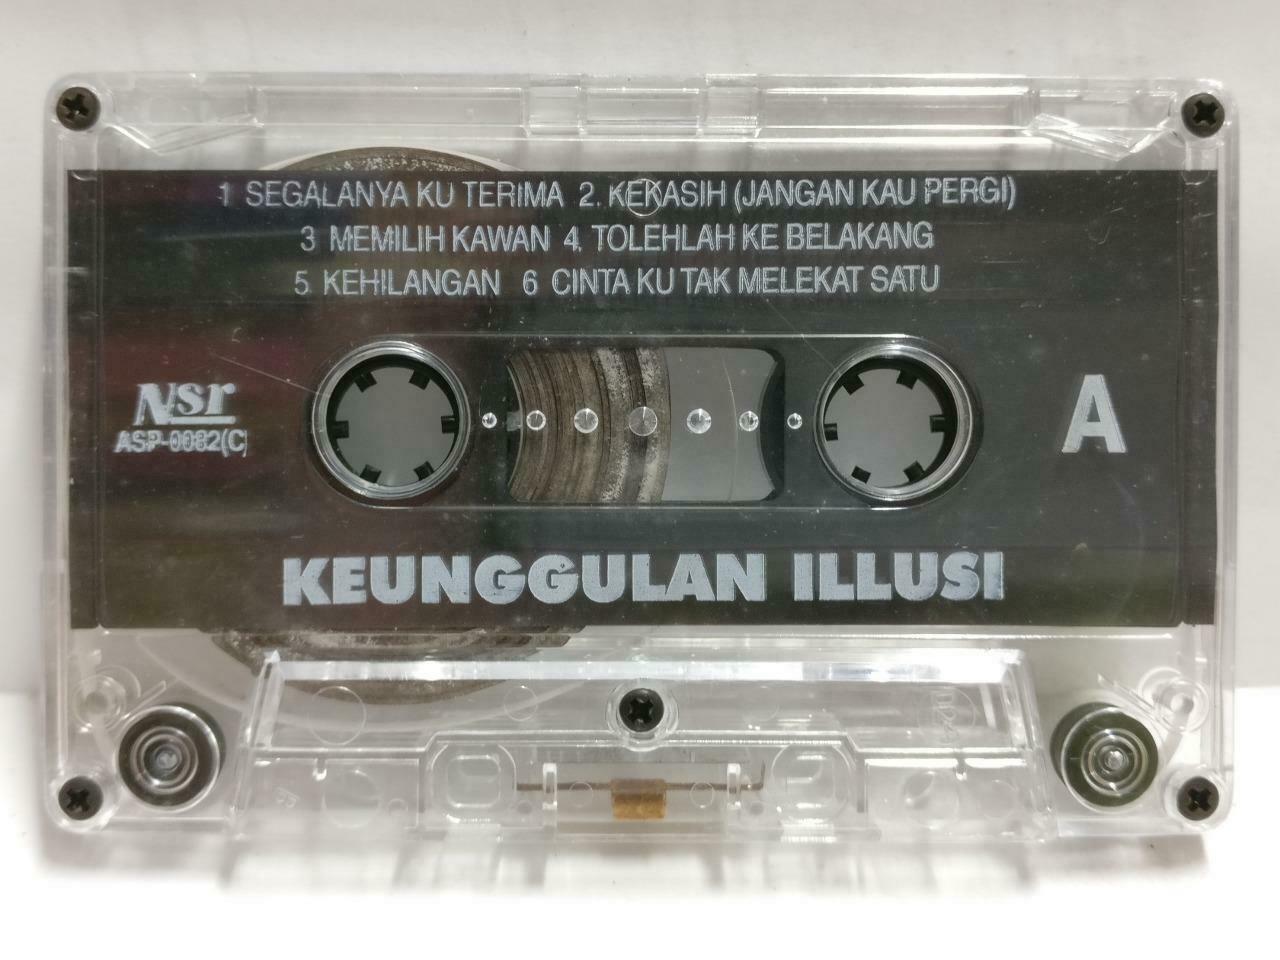 1 SEGALANYA KU TERIMA 2. KEKASIH (JANGAN KAU PERGI)
3 MEMILIH KAWAN 4. TOLEHLAH KE BELAKANG
5 KEHILANGAN 6 CINTA KU TAK MELEKAT SATU
Nsr
ASP-0082(C)
A
KEUNGGULAN ILLUSI